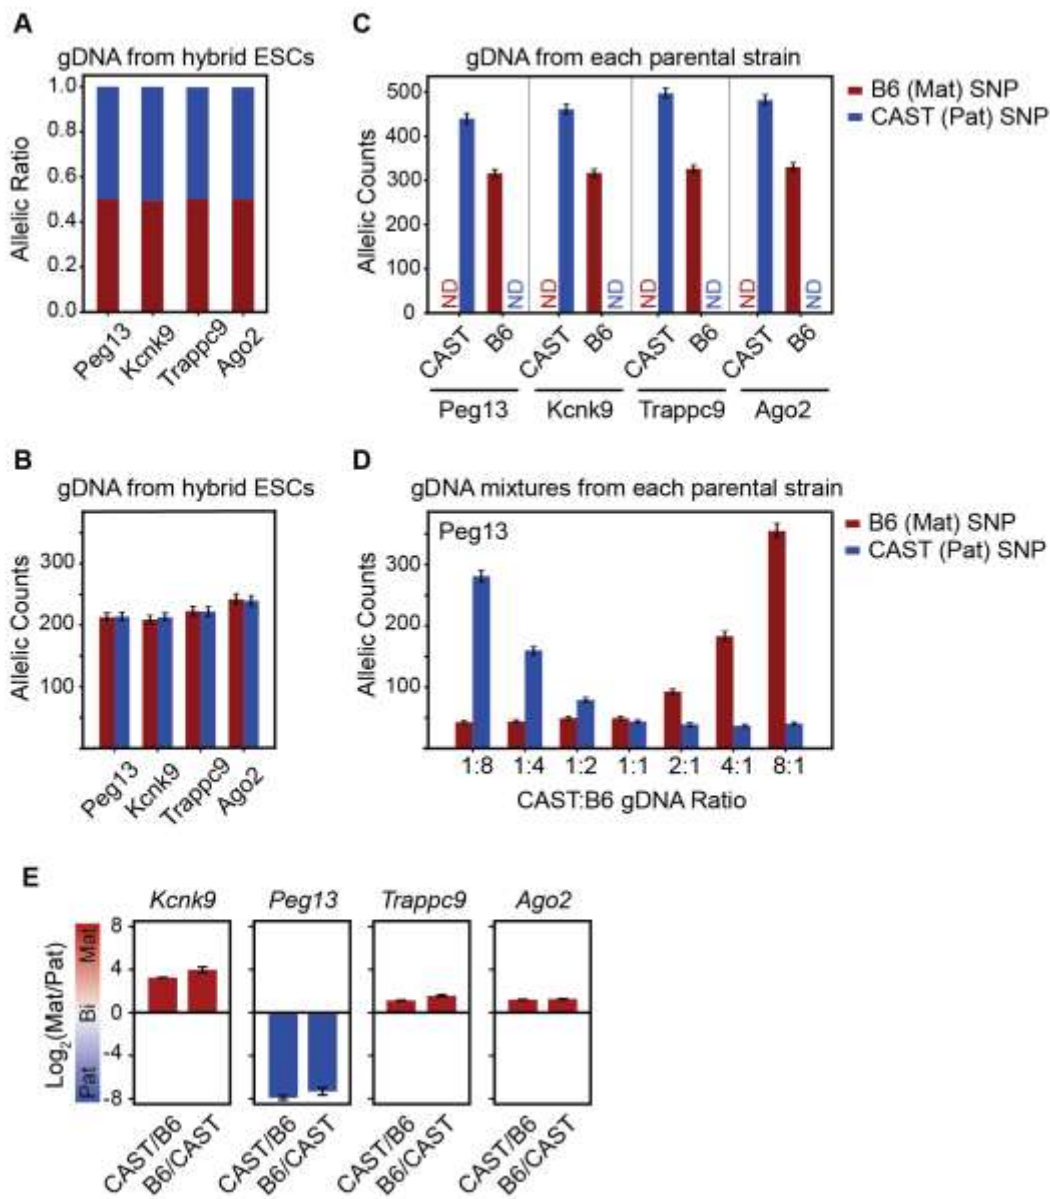 A
gDNA from hybrid ESCs
Allelic Ratio
1.0
0.8
0.6
0.4
0.2
0.0
Peg13
Kcnk9
Trappc9
Ago2
C
gDNA from each parental strain
Allelic Counts
500
400
300
200
100
0
ND
ND
ND
ND
ND
ND
ND
ND
CAST
B6
CAST
B6
CAST
B6
CAST
B6
Peg13
Kcnk9
Trappc9
Ago2
B6 (Mat) SNP
CAST (Pat) SNP
B
gDNA from hybrid ESCs
Allelic Counts
300
200
100
Peg13
Kcnk9
Trappc9
Ago2
D
gDNA mixtures from each parental strain
Peg13
Allelic Counts
300
200
100
1:8 1:4 1:2 1:1 2:1 4:1 8:1
CAST:B6 gDNA Ratio
B6 (Mat) SNP
CAST (Pat) SNP
E
Kcnk9
Peg13
Trappc9
Ago2
Log2(Mat/Pat)
Mat
Bi
Pat
8
4
0
-4
-8
CAST/B6
B6/CAST
CAST/B6
B6/CAST
CAST/B6
B6/CAST
CAST/B6
B6/CAST